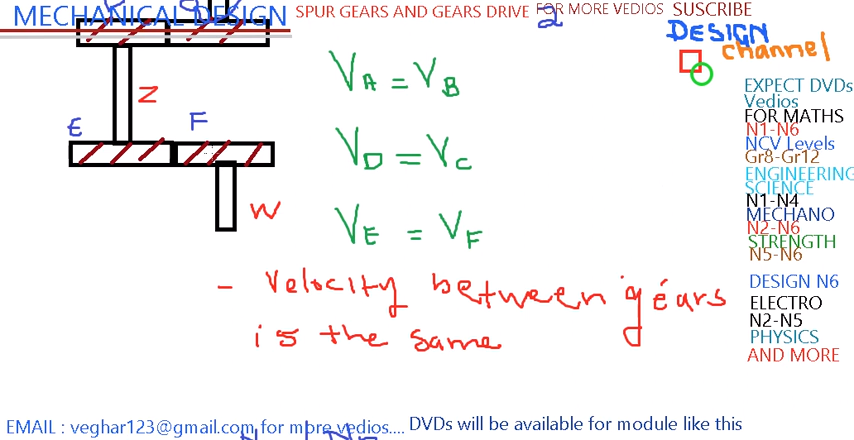 MECHANICAL DESIGN SPUR GEARS AND GEARS DRIVE 2 FOR MORE VEDIOS SUSCRIBE
DESIGN
channel
VA = VB
Z
E F
VD = VC
W
VE = VF
- velocity between gears
is the same
EXPECT DVDs
Vedios
FOR MATHS
N1-N6
NCV Levels
Gr8-Gr12
ENGINEERING
SCIENCE
N1-N4
MECHANO
N2-N6
STRENGTH
N5-N6
DESIGN N6
ELECTRO
N2-N5
PHYSICS
AND MORE
EMAIL : veghar123@gmail.com for more vedios.... DVDs will be available for module like this